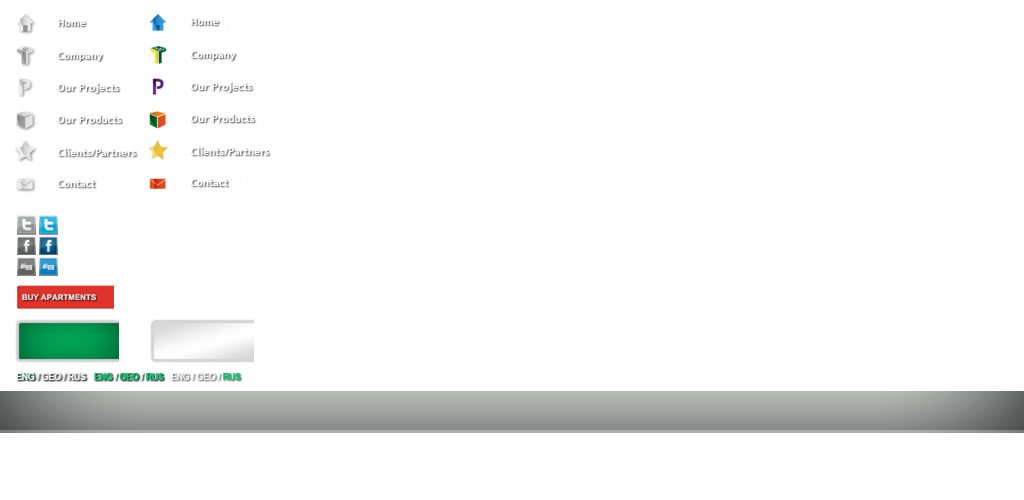 Home Home
Company Company
Our Projects Our Projects
Our Products Our Products
Clients/Partners Clients/Partners
Contact Contact
t t
f f
digg digg
BUY APARTMENTS
ENG / GEO / RUS ENG / GEO / RUS ENG / GEO / RUS